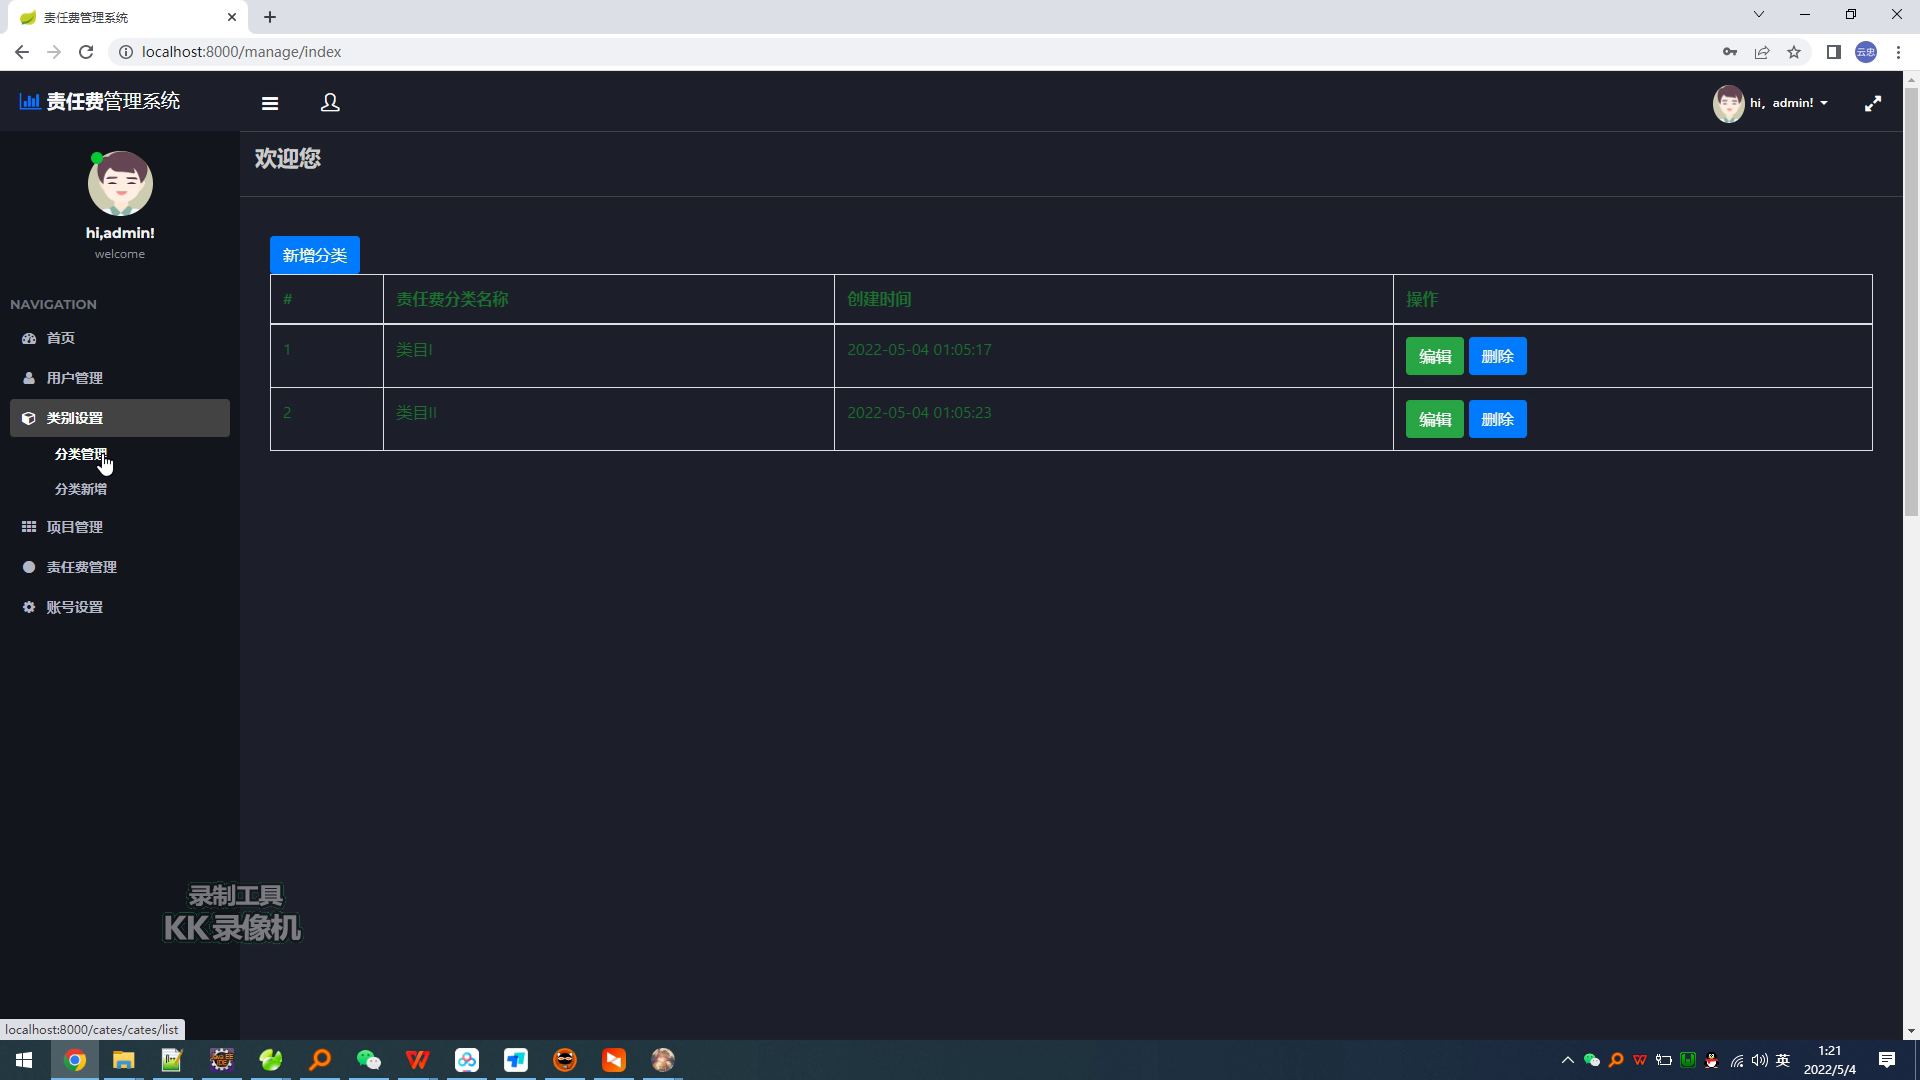 责任费管理系统
localhost:8000/manage/index
云忠
责任费管理系统
hi, admin!
hi,admin!
welcome
NAVIGATION
首页
用户管理
类别设置
分类管理
分类新增
项目管理
责任费管理
账号设置
欢迎您
新增分类
# 责任费分类名称 创建时间 操作
1 类目I 2022-05-04 01:05:17 编辑 删除
2 类目II 2022-05-04 01:05:23 编辑 删除
录制工具
KK录像机
localhost:8000/cates/cates/list
英
1:21
2022/5/4